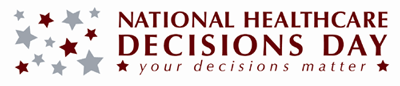 NATIONAL HEALTHCARE
DECISIONS DAY
your decisions matter